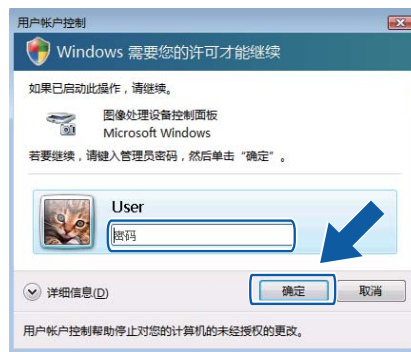 用户帐户控制
Windows 需要您的许可才能继续
如果已启动此操作，请继续。
图像处理设备控制面板
Microsoft Windows
若要继续，请键入管理员密码，然后单击“确定”。
User
密码
详细信息(D)
确定
取消
用户帐户控制帮助停止对您的计算机的未经授权的更改。